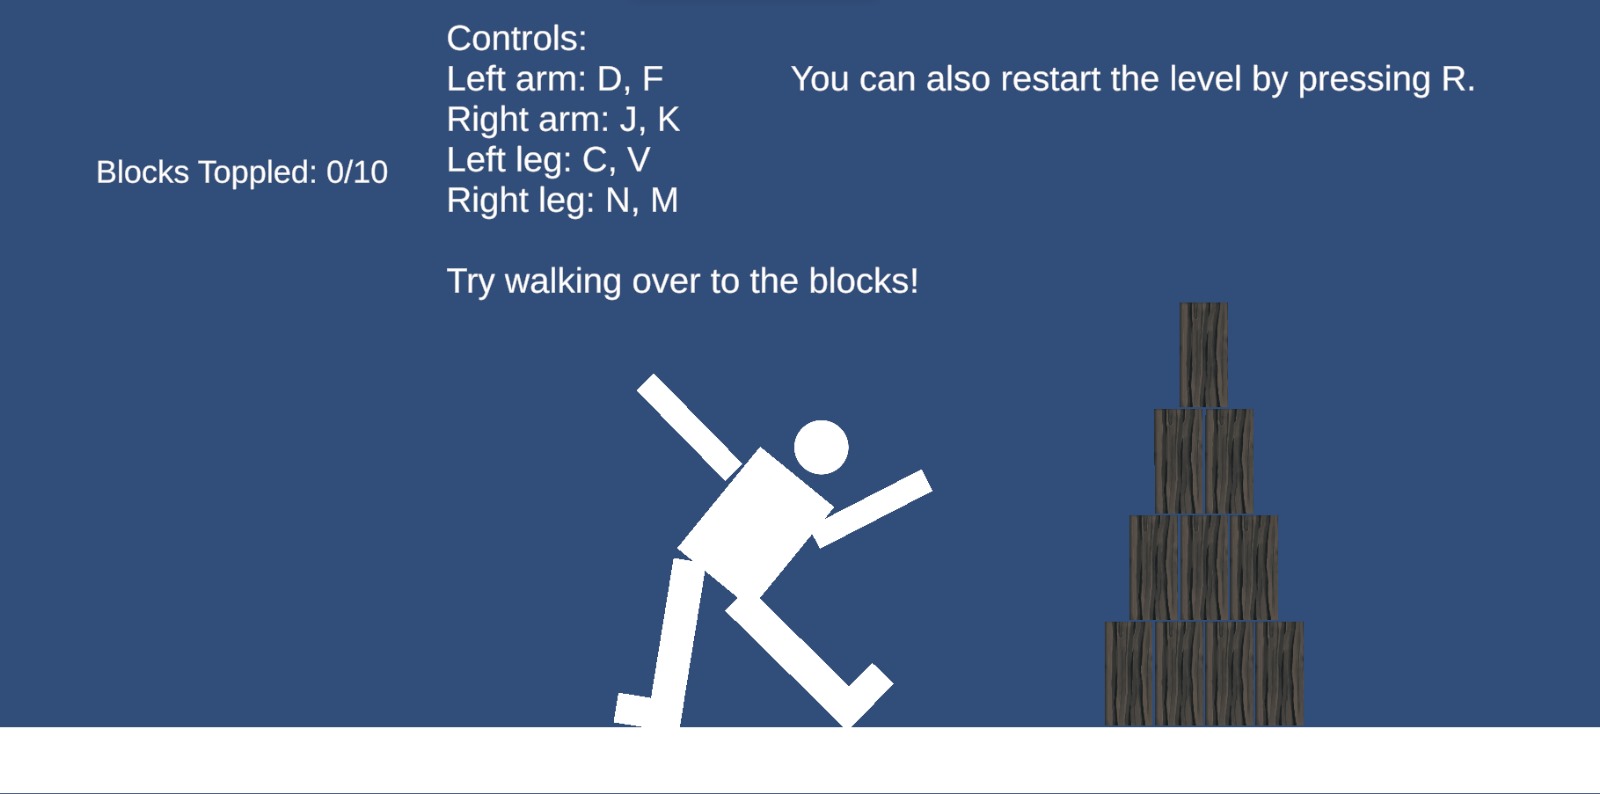 Controls:
Left arm: D, F
Right arm: J, K
Left leg: C, V
Right leg: N, M
Try walking over to the blocks!
You can also restart the level by pressing R.
Blocks Toppled: 0/10